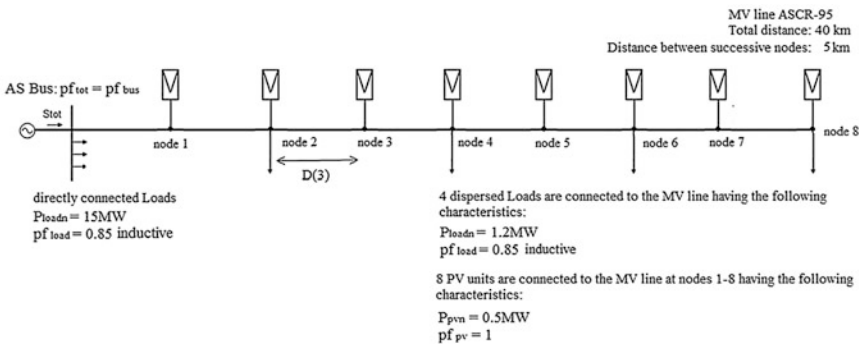 MV line ASCR-95
Total distance: 40 km
Distance between successive nodes: 5 km
AS Bus: pf tot = pf bus
Stot
node 1
node 2
node 3
node 4
node 5
node 6
node 7
node 8
D(3)
directly connected Loads
Ploadn = 15MW
pf load = 0.85 inductive
4 dispersed Loads are connected to the MV line having the following
characteristics:
Ploadn = 1.2MW
pf load = 0.85 inductive
8 PV units are connected to the MV line at nodes 1-8 having the following
characteristics:
Ppvn = 0.5MW
pf pv = 1